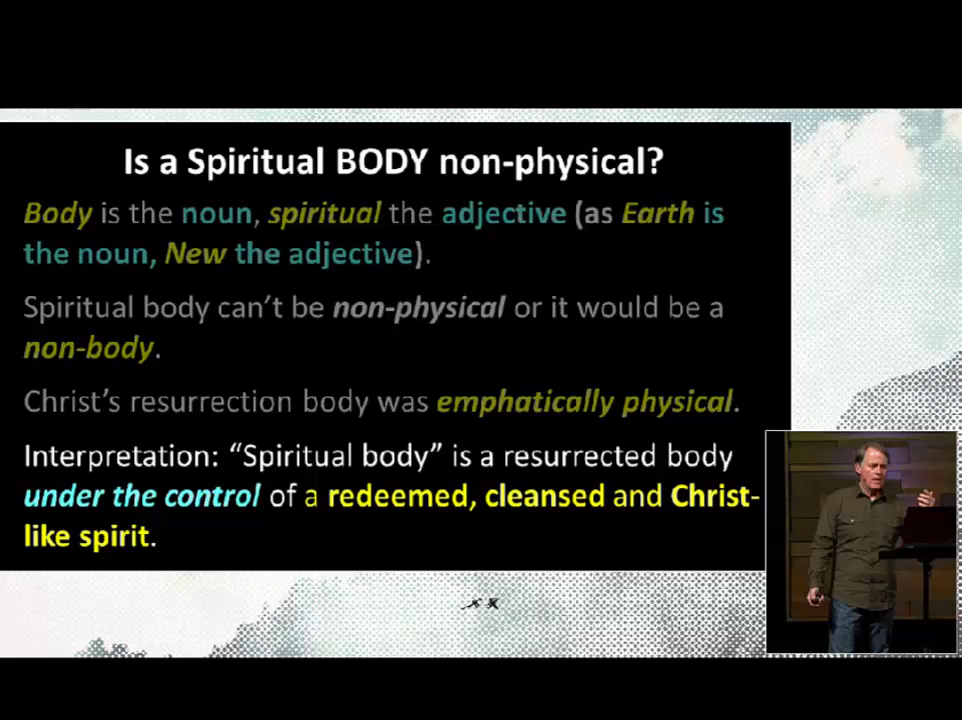 Is a Spiritual BODY non-physical?
Body is the noun, spiritual the adjective (as Earth is
the noun, New the adjective).
Spiritual body can't be non-physical or it would be a
non-body.
Christ's resurrection body was emphatically physical.
Interpretation: “Spiritual body” is a resurrected body
under the control of a redeemed, cleansed and Christ-
like spirit.